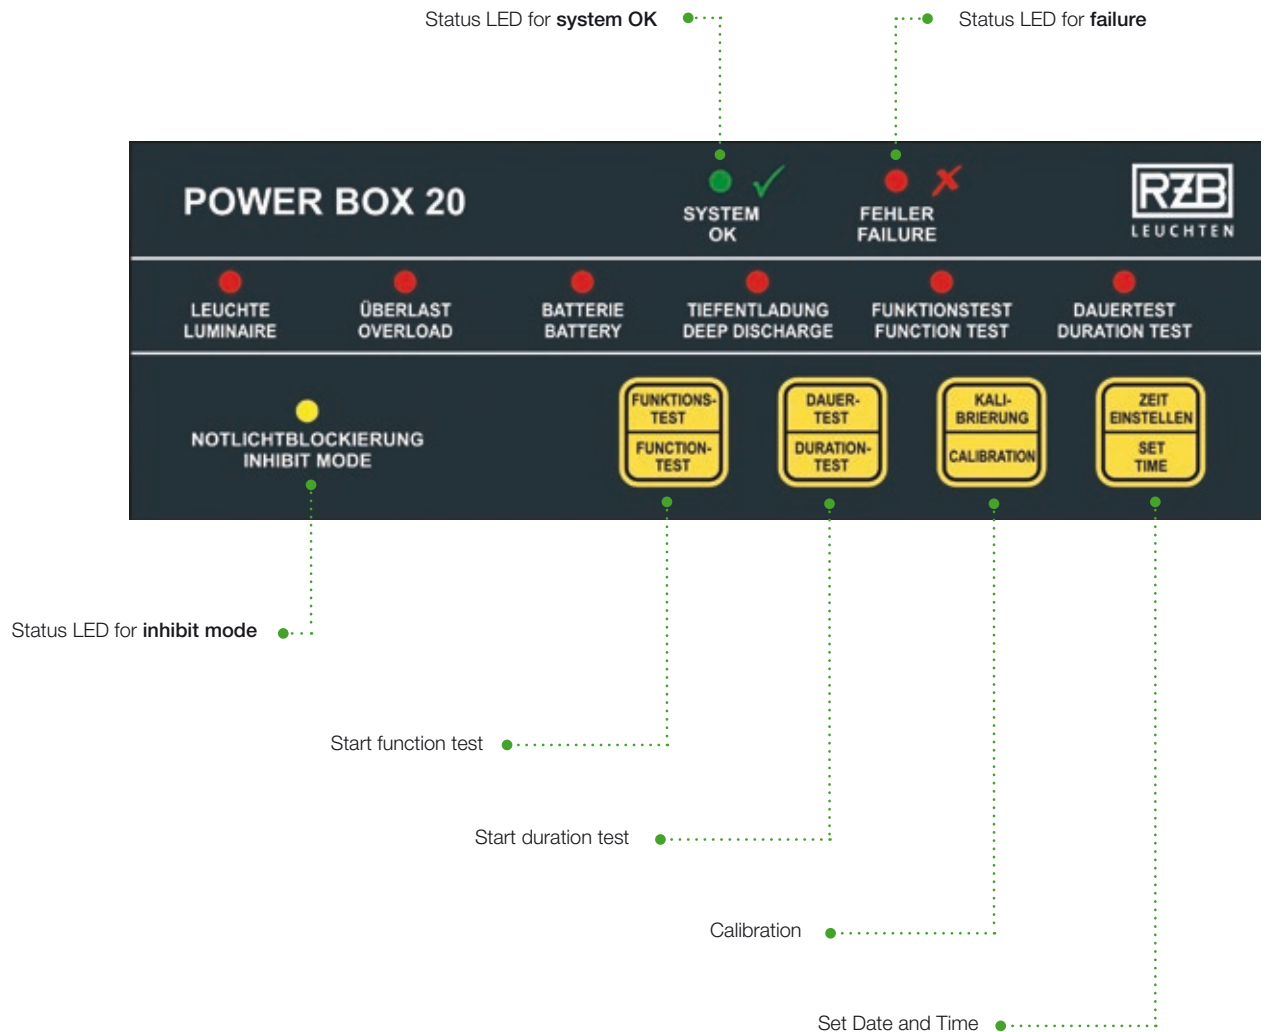 Status LED for system OK
Status LED for failure
POWER BOX 20
SYSTEM
OK
FEHLER
FAILURE
RZB
LEUCHTEN
LEUCHTE
LUMINAIRE
ÜBERLAST
OVERLOAD
BATTERIE
BATTERY
TIEFENTLADUNG
DEEP DISCHARGE
FUNKTIONSTEST
FUNCTION TEST
DAUERTEST
DURATION TEST
NOTLICHTBLOCKIERUNG
INHIBIT MODE
FUNKTIONS-
TEST
FUNCTION-
TEST
DAUER-
TEST
DURATION-
TEST
KALI-
BRIERUNG
CALIBRATION
ZEIT
EINSTELLEN
SET
TIME
Status LED for inhibit mode
Start function test
Start duration test
Calibration
Set Date and Time